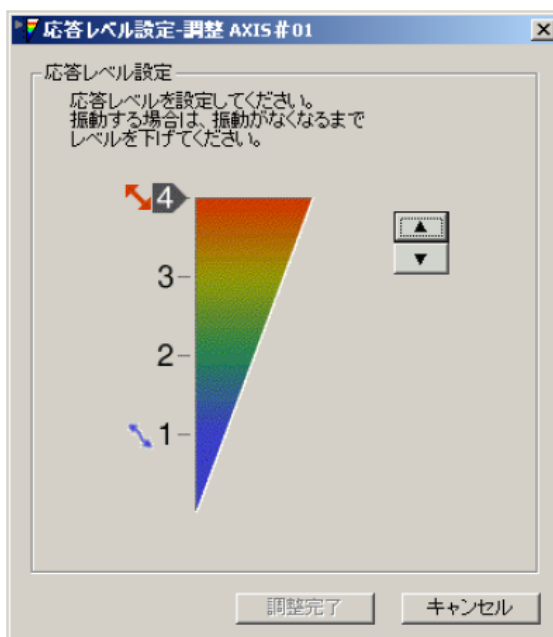 応答レベル設定-調整 AXIS#01
応答レベル設定
応答レベルを設定してください。
振動する場合は、振動がなくなるまで
レベルを下げてください。
4
3
2
1
調整完了
キャンセル